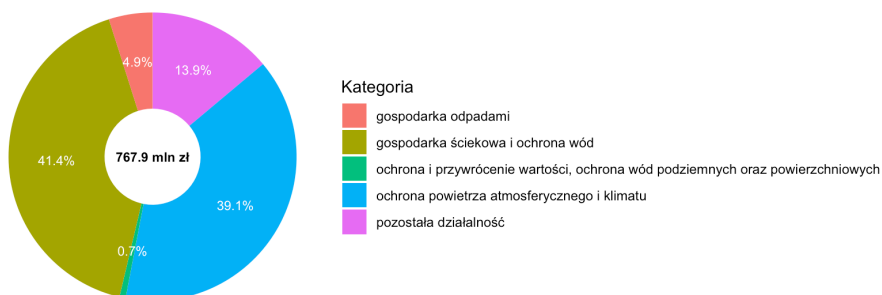 4.9%
13.9%
41.4%
767.9 mln zł
39.1%
0.7%
Kategoria
gospodarka odpadami
gospodarka ściekowa i ochrona wód
ochrona i przywrócenie wartości, ochrona wód podziemnych oraz powierzchniowych
ochrona powietrza atmosferycznego i klimatu
pozostała działalność